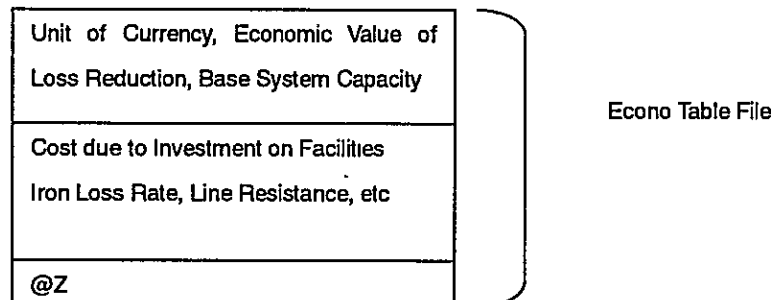 Unit of Currency, Economic Value of
Loss Reduction, Base System Capacity
Econo Table File
Cost due to Investment on Facilities
Iron Loss Rate, Line Resistance, etc
@Z